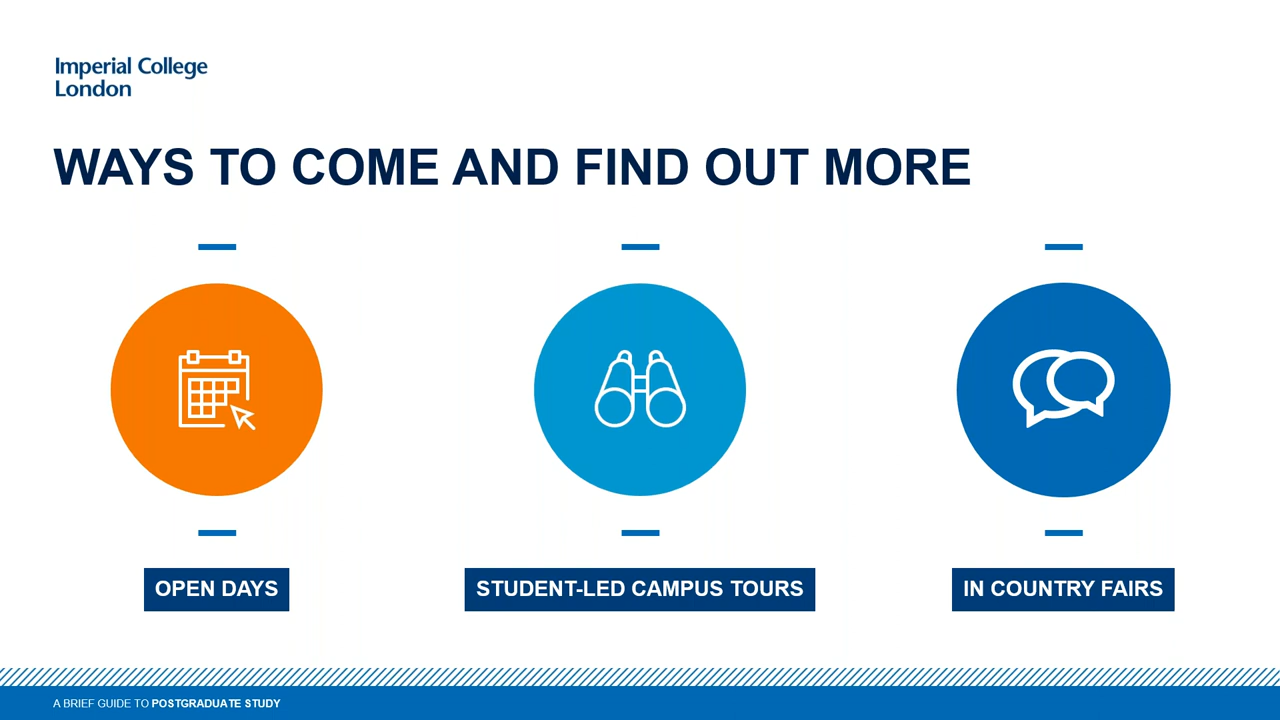 Imperial College
London
WAYS TO COME AND FIND OUT MORE
OPEN DAYS
STUDENT-LED CAMPUS TOURS
IN COUNTRY FAIRS
A BRIEF GUIDE TO POSTGRADUATE STUDY